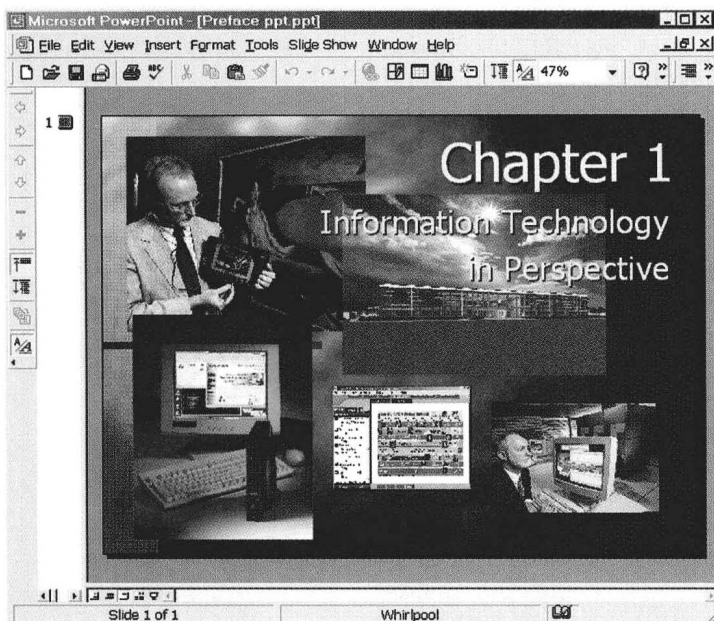 Microsoft PowerPoint - [Preface ppt.ppt]
File Edit View Insert Format Tools Slide Show Window Help
47%
1
Chapter 1
Information Technology
in Perspective
Slide 1 of 1 Whirlpool